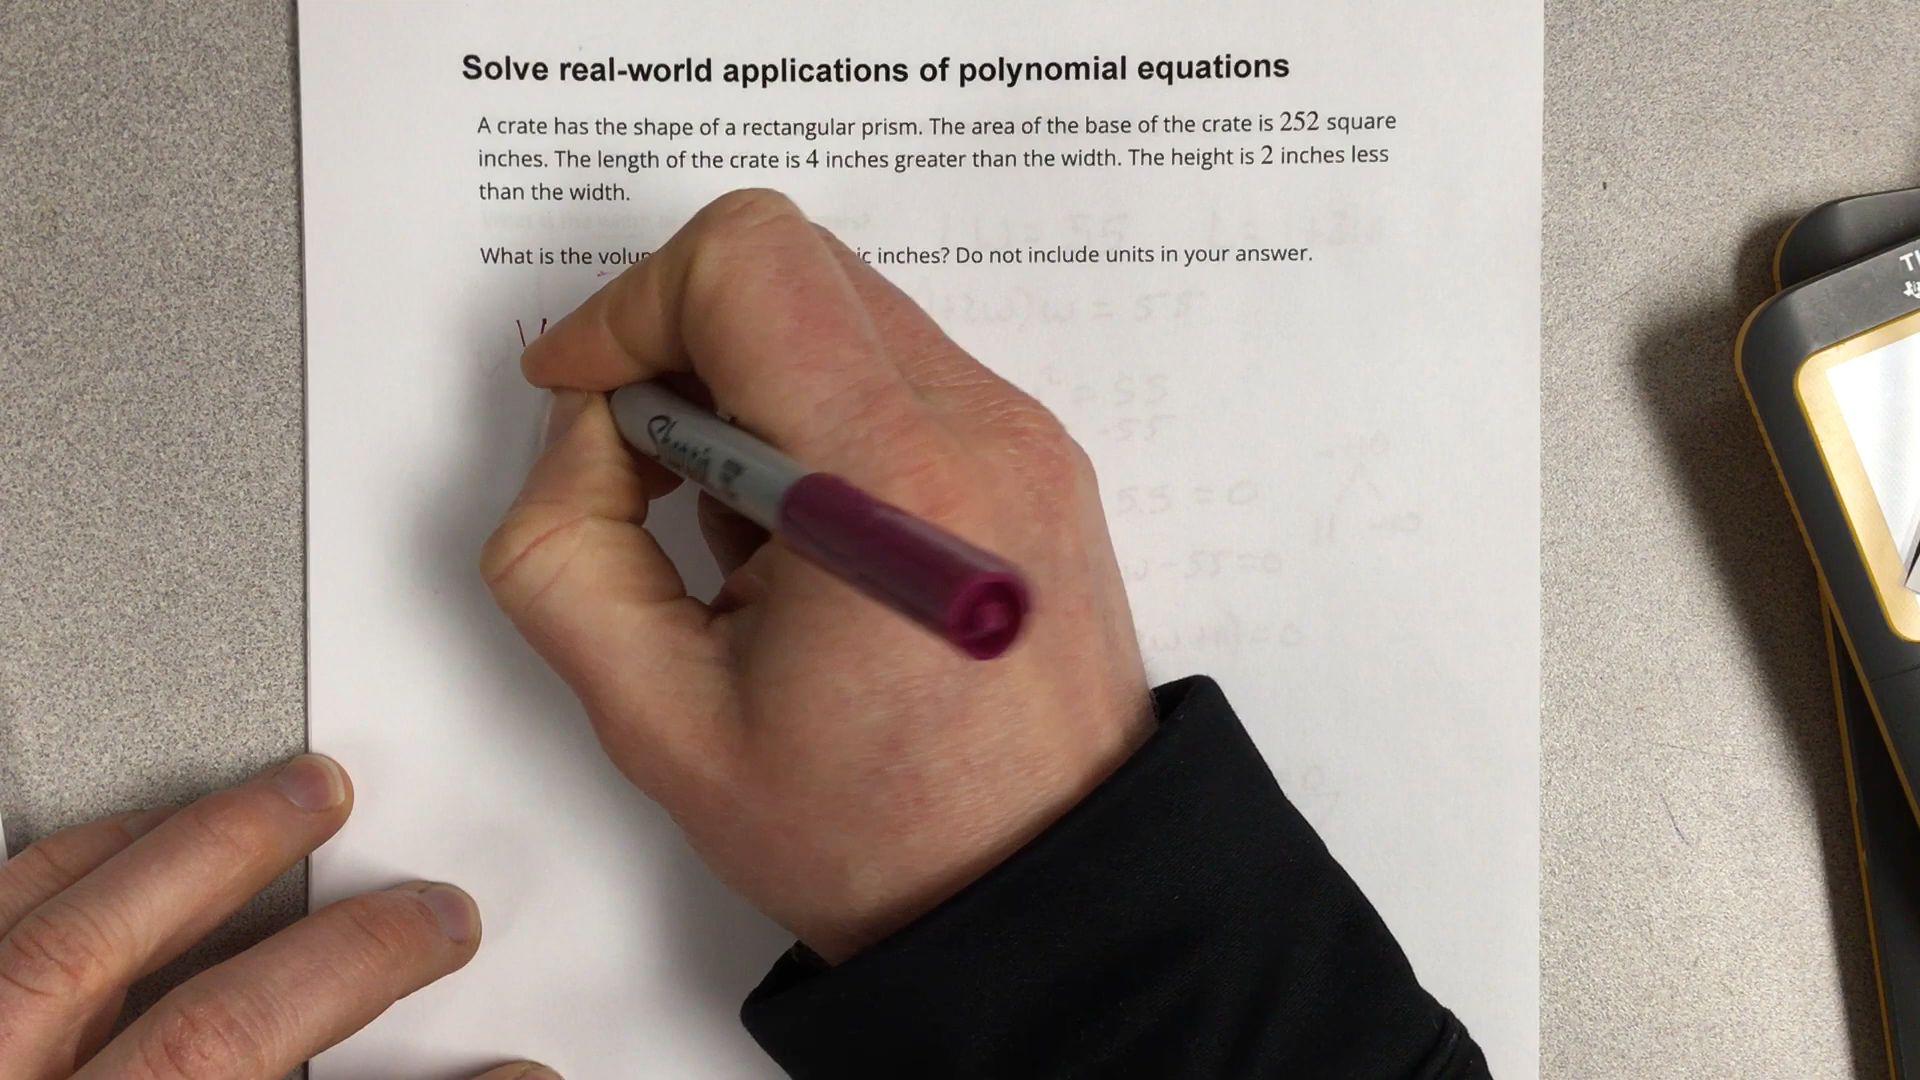 Solve real-world applications of polynomial equations
A crate has the shape of a rectangular prism. The area of the base of the crate is 252 square
inches. The length of the crate is 4 inches greater than the width. The height is 2 inches less
than the width.
What is the inches? Do not include units in your answer.
V
Sharpie
TI